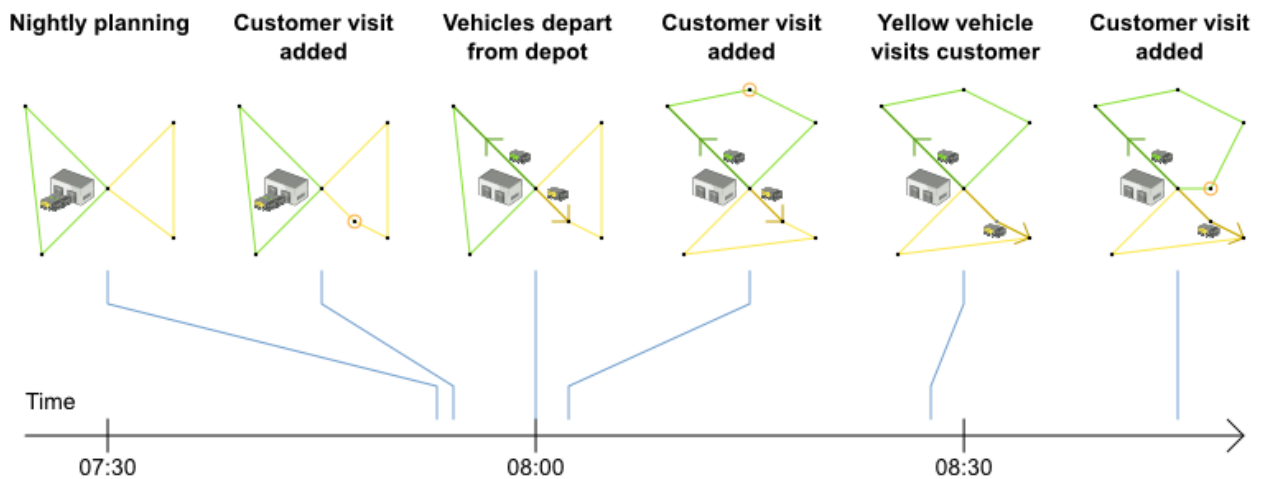 Nightly planning
Customer visit
added
Vehicles depart
from depot
Customer visit
added
Yellow vehicle
visits customer
Customer visit
added
Time
07:30
08:00
08:30